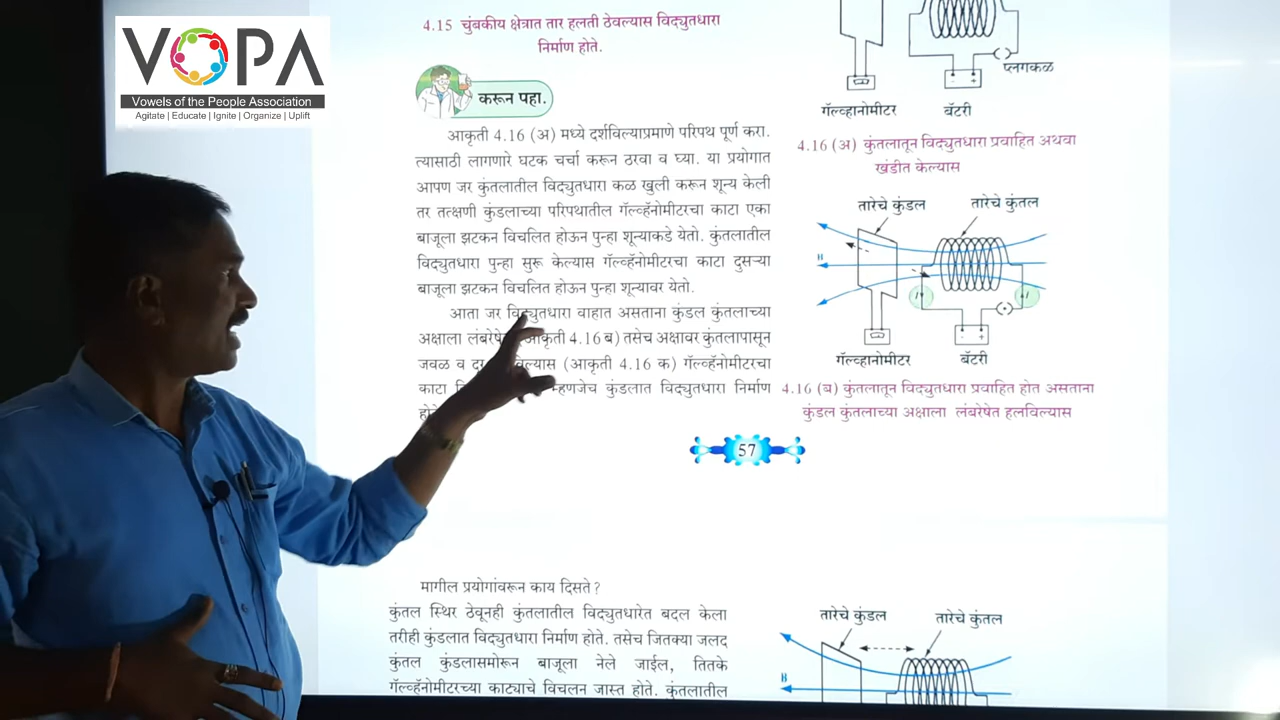 VOPA
Vowels of the People Association
Agitate | Educate | Ignite | Organize | Uplift
4.15 चुंबकीय क्षेत्रात तार हलती ठेवल्यास विद्युतधारा
निर्माण होते.
करून पहा.
आकृती 4.16 (अ) मध्ये दर्शविल्याप्रमाणे परिपथ पूर्ण करा.
त्यासाठी लागणारे घटक चर्चा करून ठरवा व घ्या. या प्रयोगात
आपण जर कुंतलातील विद्युतधारा कळ खुली करून शून्य केली
तर तत्क्षणी कुंडलाच्या परिपथातील गॅल्व्हॅनोमीटरचा काटा एका
बाजूला झटकन विचलित होऊन पुन्हा शून्याकडे येतो. कुंतलातील
विद्युतधारा पुन्हा सुरू केल्यास गॅल्व्हॅनोमीटरचा काटा दुसऱ्या
बाजूला झटकन विचलित होऊन पुन्हा शून्यावर येतो.
आता जर विद्युतधारा वाहात असताना कुंडल कुंतलाच्या
अक्षाला लंबरेषे आकृती 4.16 ब) तसेच अक्षावर कुंतलापासून
जवळ व (आकृती 4.16 क) गॅल्व्हॅनोमीटरचा
काटा म्हणजेच कुंडलात विद्युतधारा निर्माण
गॅल्व्हानोमीटर
बॅटरी
प्लगकळ
4.16 (अ) कुंतलातून विद्युतधारा प्रवाहित अथवा
खंडीत केल्यास
तारेचे कुंडल
तारेचे कुंतल
B
गॅल्व्हानोमीटर
बॅटरी
4.16 (ब) कुंतलातून विद्युतधारा प्रवाहित होत असताना
कुंडल कुंतलाच्या अक्षाला लंबरेषेत हलविल्यास
57
मागील प्रयोगांवरून काय दिसते ?
कुंतल स्थिर ठेवूनही कुंतलातील विद्युतधारेत बदल केला
तरीही कुंडलात विद्युतधारा निर्माण होते. तसेच जितक्या जलद
कुंतल कुंडलासमोरून बाजूला नेले जाईल, तितके
गॅल्व्हॅनोमीटरच्या काट्याचे विचलन जास्त होते. कुंतलातील
तारेचे कुंडल
तारेचे कुंतल
B